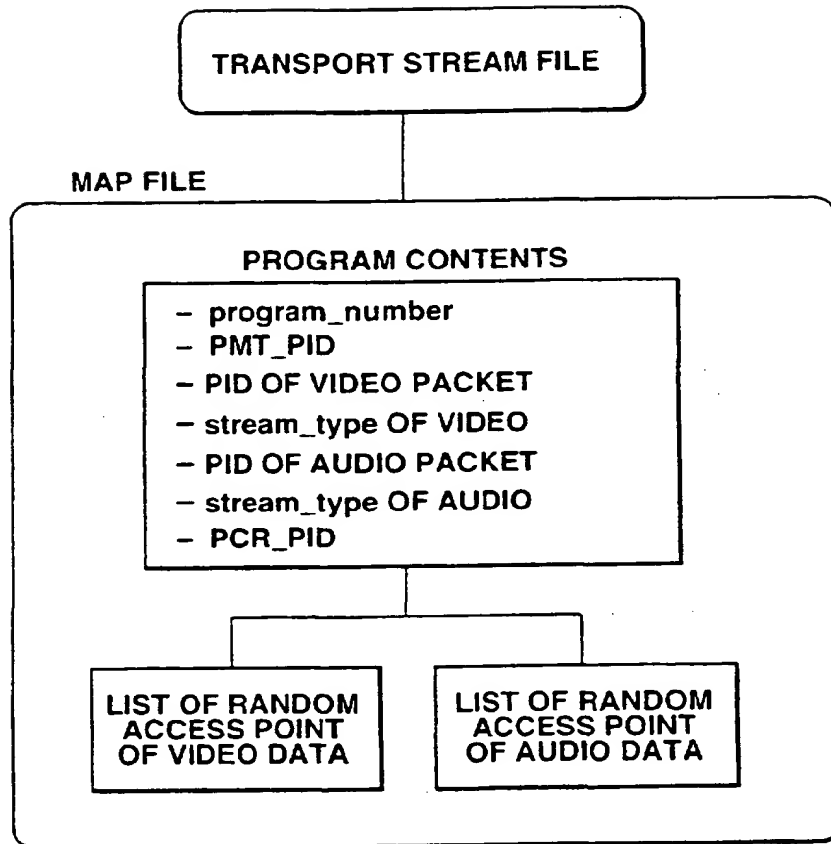 TRANSPORT STREAM FILE
MAP FILE
PROGRAM CONTENTS
– program_number
– PMT_PID
– PID OF VIDEO PACKET
– stream_type OF VIDEO
– PID OF AUDIO PACKET
– stream_type OF AUDIO
– PCR_PID
LIST OF RANDOM
ACCESS POINT
OF VIDEO DATA
LIST OF RANDOM
ACCESS POINT
OF AUDIO DATA